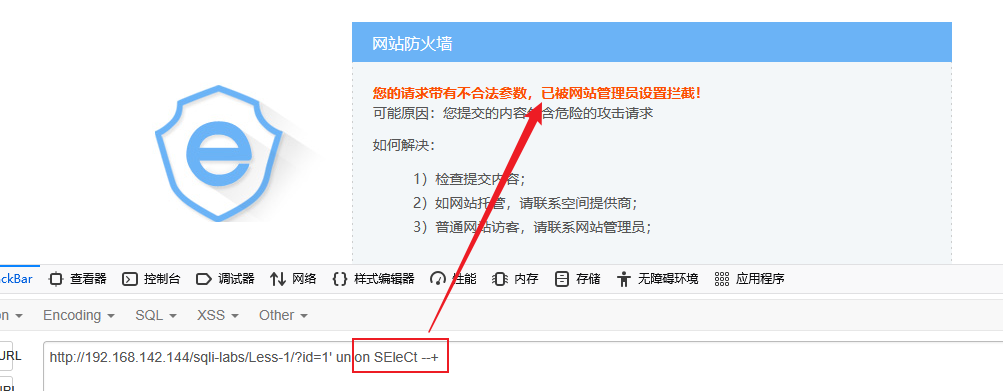 网站防火墙
您的请求带有不合法参数，已被网站管理员设置拦截！
可能原因：您提交的内容包含危险的攻击请求
如何解决：
1）检查提交内容；
2）如网站托管，请联系空间提供商；
3）普通网站访客，请联系网站管理员；
ckBar 查看器 控制台 调试器 网络 样式编辑器 性能 内存 存储 无障碍环境 应用程序
on Encoding SQL XSS Other
URL http://192.168.142.144/sqli-labs/Less-1/?id=1' union SEleCt --+